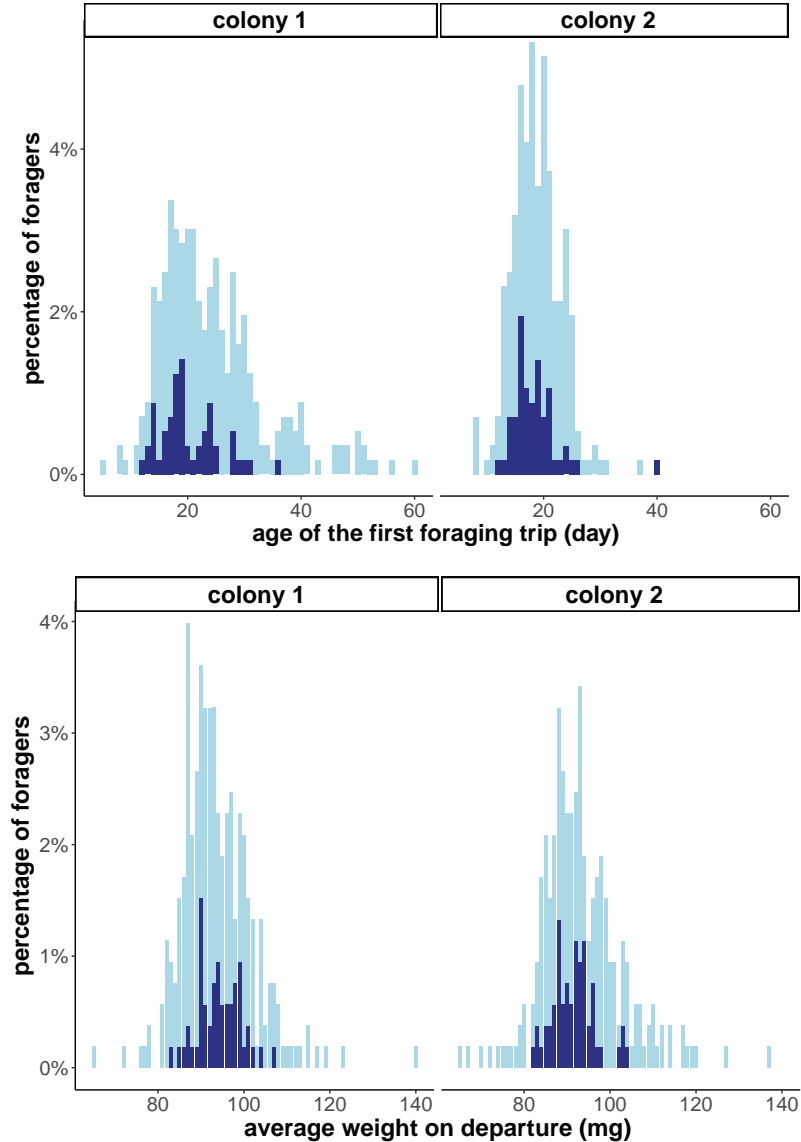 colony 1 colony 2
percentage of foragers
4%
2%
0%
20 40 60 20 40 60
age of the first foraging trip (day)
colony 1 colony 2
percentage of foragers
4%
3%
2%
1%
0%
80 100 120 140 80 100 120 140
average weight on departure (mg)